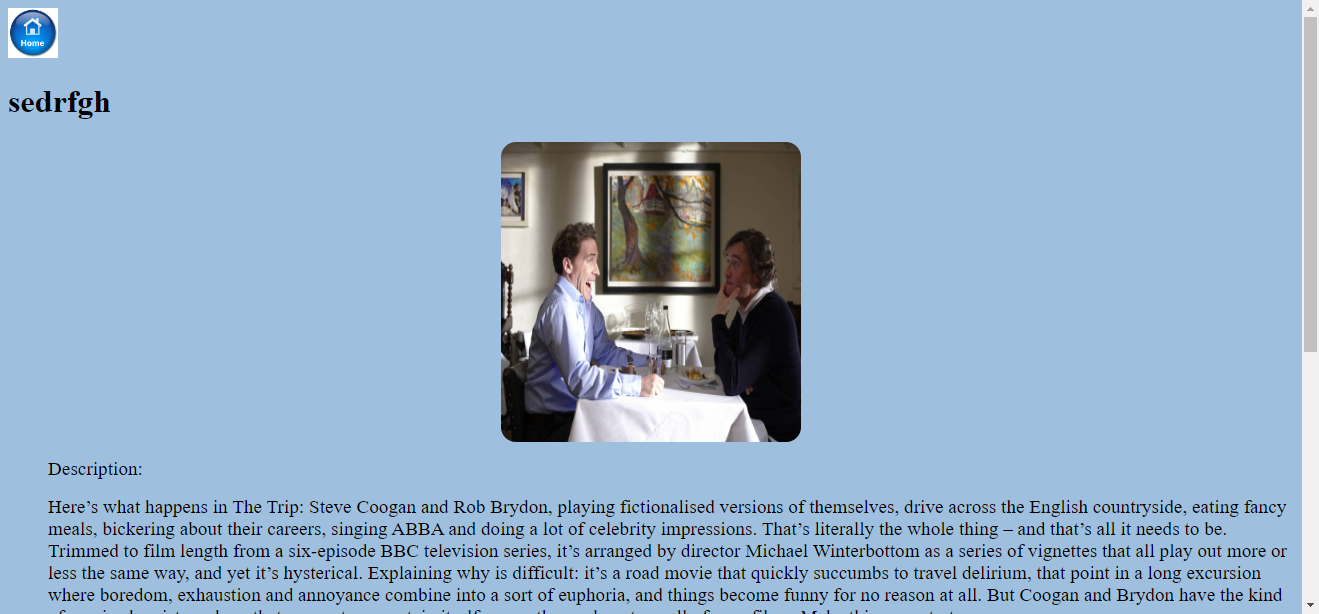 Home
sedrfgh
Description:
Here’s what happens in The Trip: Steve Coogan and Rob Brydon, playing fictionalised versions of themselves, drive across the English countryside, eating fancy
meals, bickering about their careers, singing ABBA and doing a lot of celebrity impressions. That’s literally the whole thing – and that’s all it needs to be.
Trimmed to film length from a six-episode BBC television series, it’s arranged by director Michael Winterbottom as a series of vignettes that all play out more or
less the same way, and yet it’s hysterical. Explaining why is difficult: it’s a road movie that quickly succumbs to travel delirium, that point in a long excursion
where boredom, exhaustion and annoyance combine into a sort of euphoria, and things become funny for no reason at all. But Coogan and Brydon have the kind